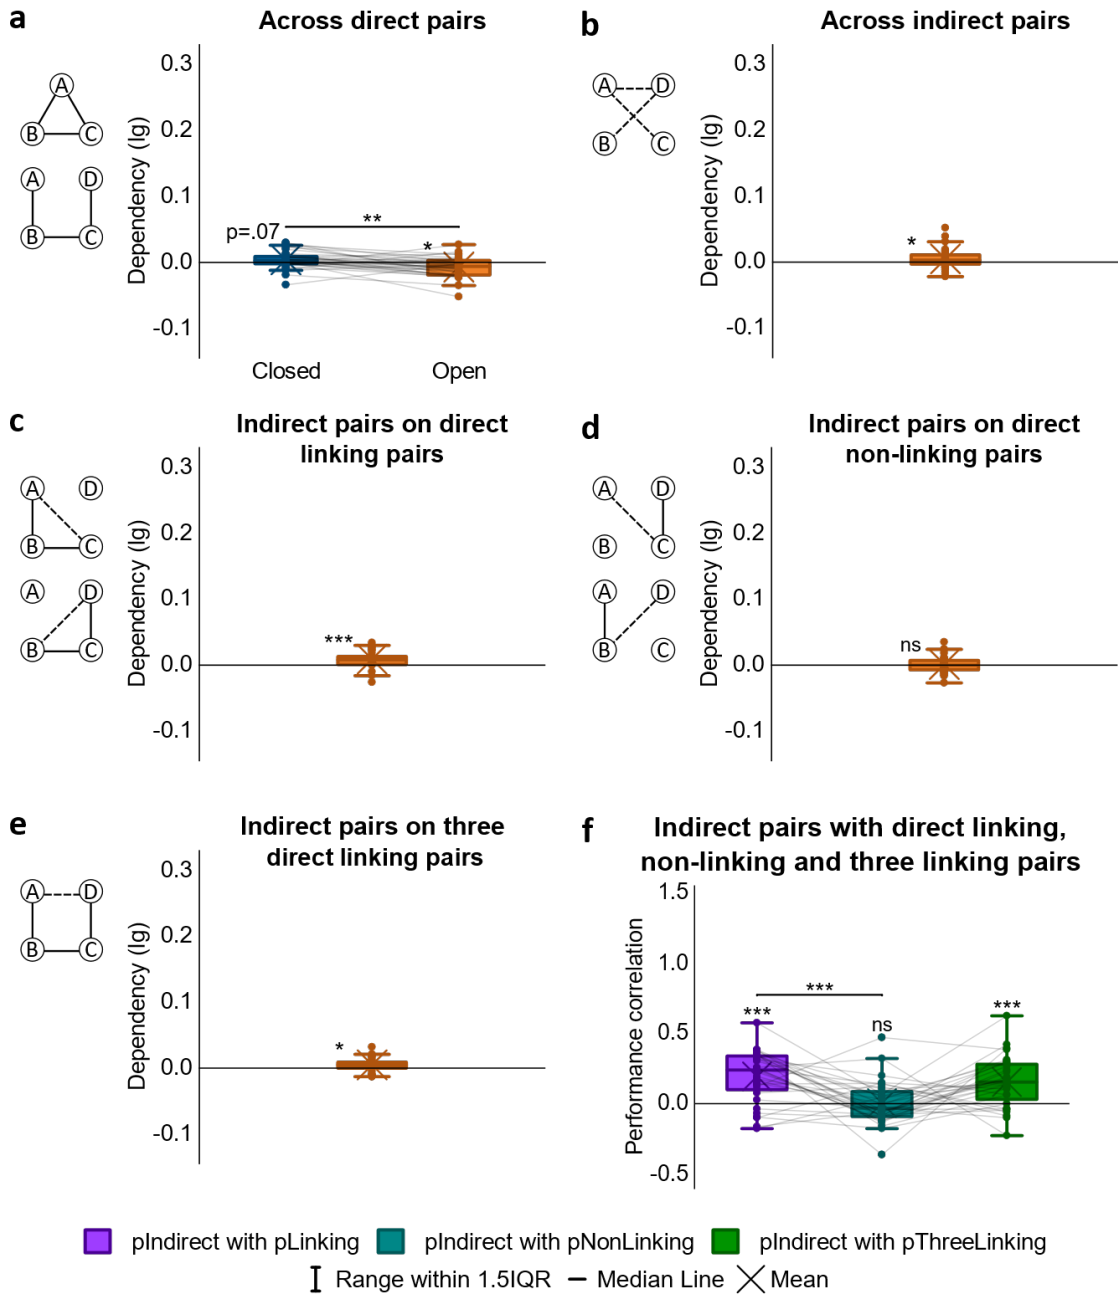 a
Across direct pairs
A
B C
A D
B C
Dependency (Ig)
0.3
0.2
0.1
0.0
-0.1
p=.07
**
*
Closed
Open
b
Across indirect pairs
A D
B C
Dependency (Ig)
0.3
0.2
0.1
0.0
-0.1
*
c
Indirect pairs on direct
linking pairs
A D
B C
A D
B C
Dependency (Ig)
0.3
0.2
0.1
0.0
-0.1
***
d
Indirect pairs on direct
non-linking pairs
A D
B C
A D
B C
Dependency (Ig)
0.3
0.2
0.1
0.0
-0.1
ns
e
Indirect pairs on three
direct linking pairs
A D
B C
Dependency (Ig)
0.3
0.2
0.1
0.0
-0.1
*
f
Indirect pairs with direct linking,
non-linking and three linking pairs
Performance correlation
1.5
1.0
0.5
0.0
-0.5
***
***
ns
***
pIndirect with pLinking pIndirect with pNonLinking pIndirect with pThreeLinking
Range within 1.5IQR Median Line Mean